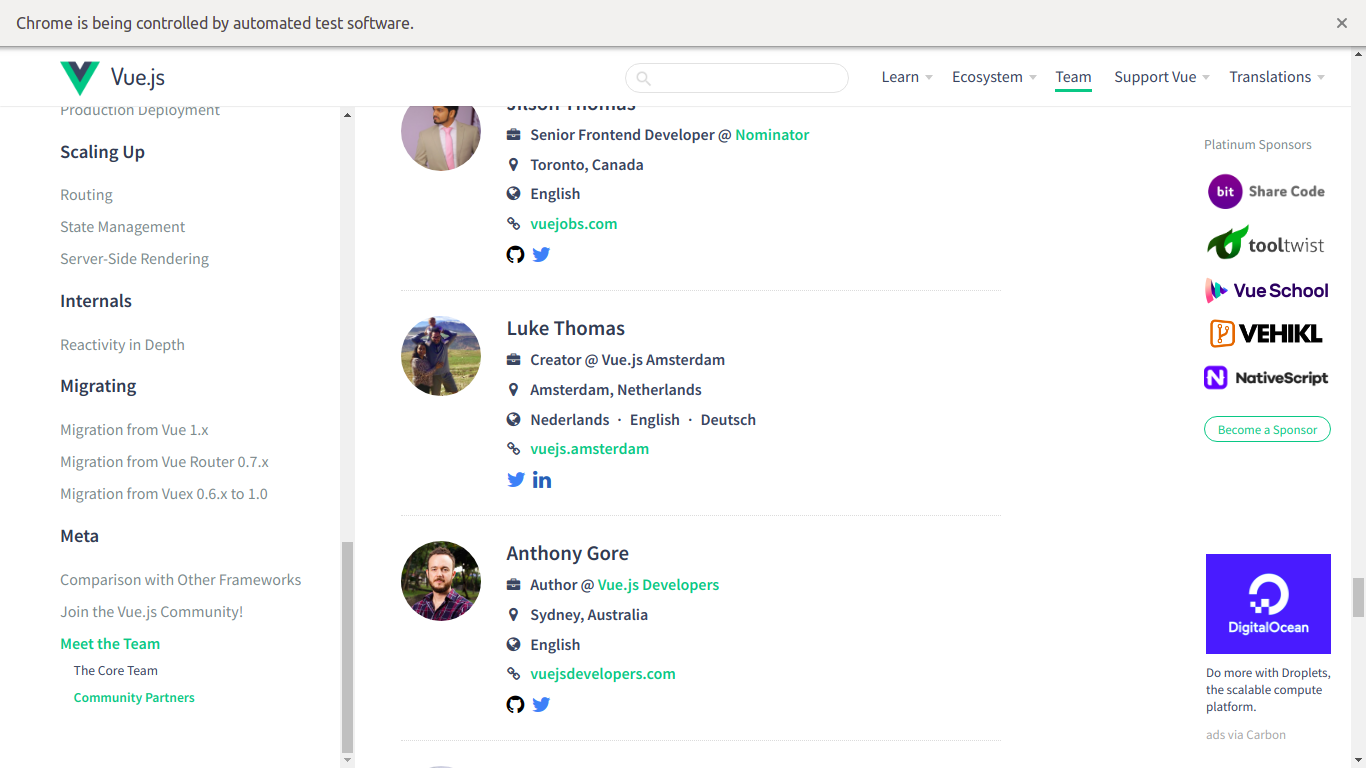 Chrome is being controlled by automated test software.
Vue.js
Learn
Ecosystem
Team
Support Vue
Translations
Production Deployment
Scaling Up
Routing
State Management
Server-Side Rendering
Internals
Reactivity in Depth
Migrating
Migration from Vue 1.x
Migration from Vue Router 0.7.x
Migration from Vuex 0.6.x to 1.0
Meta
Comparison with Other Frameworks
Join the Vue.js Community!
Meet the Team
The Core Team
Community Partners
Jilson Thomas
Senior Frontend Developer @ Nominator
Toronto, Canada
English
vuejobs.com
Luke Thomas
Creator @ Vue.js Amsterdam
Amsterdam, Netherlands
Nederlands · English · Deutsch
vuejs.amsterdam
in
Anthony Gore
Author @ Vue.js Developers
Sydney, Australia
English
vuejsdevelopers.com
Platinum Sponsors
bit Share Code
tooltwist
Vue School
VEHIKL
NativeScript
Become a Sponsor
DigitalOcean
Do more with Droplets,
the scalable compute
platform.
ads via Carbon